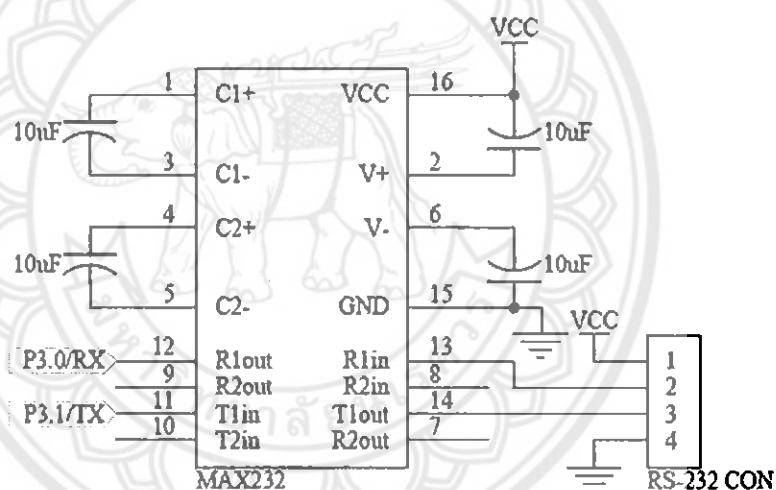 VCC
1 C1+ VCC 16
10uF 10uF
3 C1- V+ 2
4 C2+ V- 6
10uF 10uF
5 C2- GND 15
VCC
P3.0/RX 12 R1out R1in 13 1
9 R2out R2in 8 2
P3.1/TX 11 T1in T1out 14 3
10 T2in R2out 7 4
MAX232 RS-232 CON